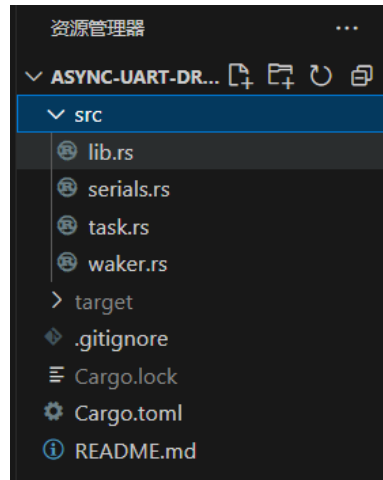 资源管理器 ...
ASYNC-UART-DR...
src
lib.rs
serials.rs
task.rs
waker.rs
target
.gitignore
Cargo.lock
Cargo.toml
README.md